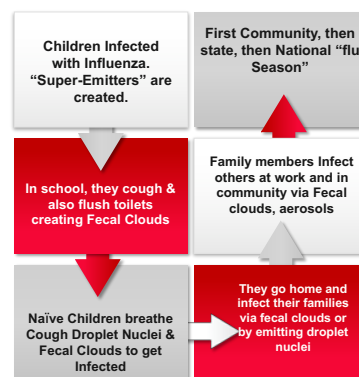 Children Infected
with Influenza.
“Super-Emitters” are
created.
In school, they cough &
also flush toilets
creating Fecal Clouds
Naïve Children breathe
Cough Droplet Nuclei &
Fecal Clouds to get
Infected
They go home and
infect their families
via fecal clouds or
by emitting droplet
nuclei
Family members Infect
others at work and in
community via Fecal
clouds, aerosols
First Community, then
state, then National “flu
Season”